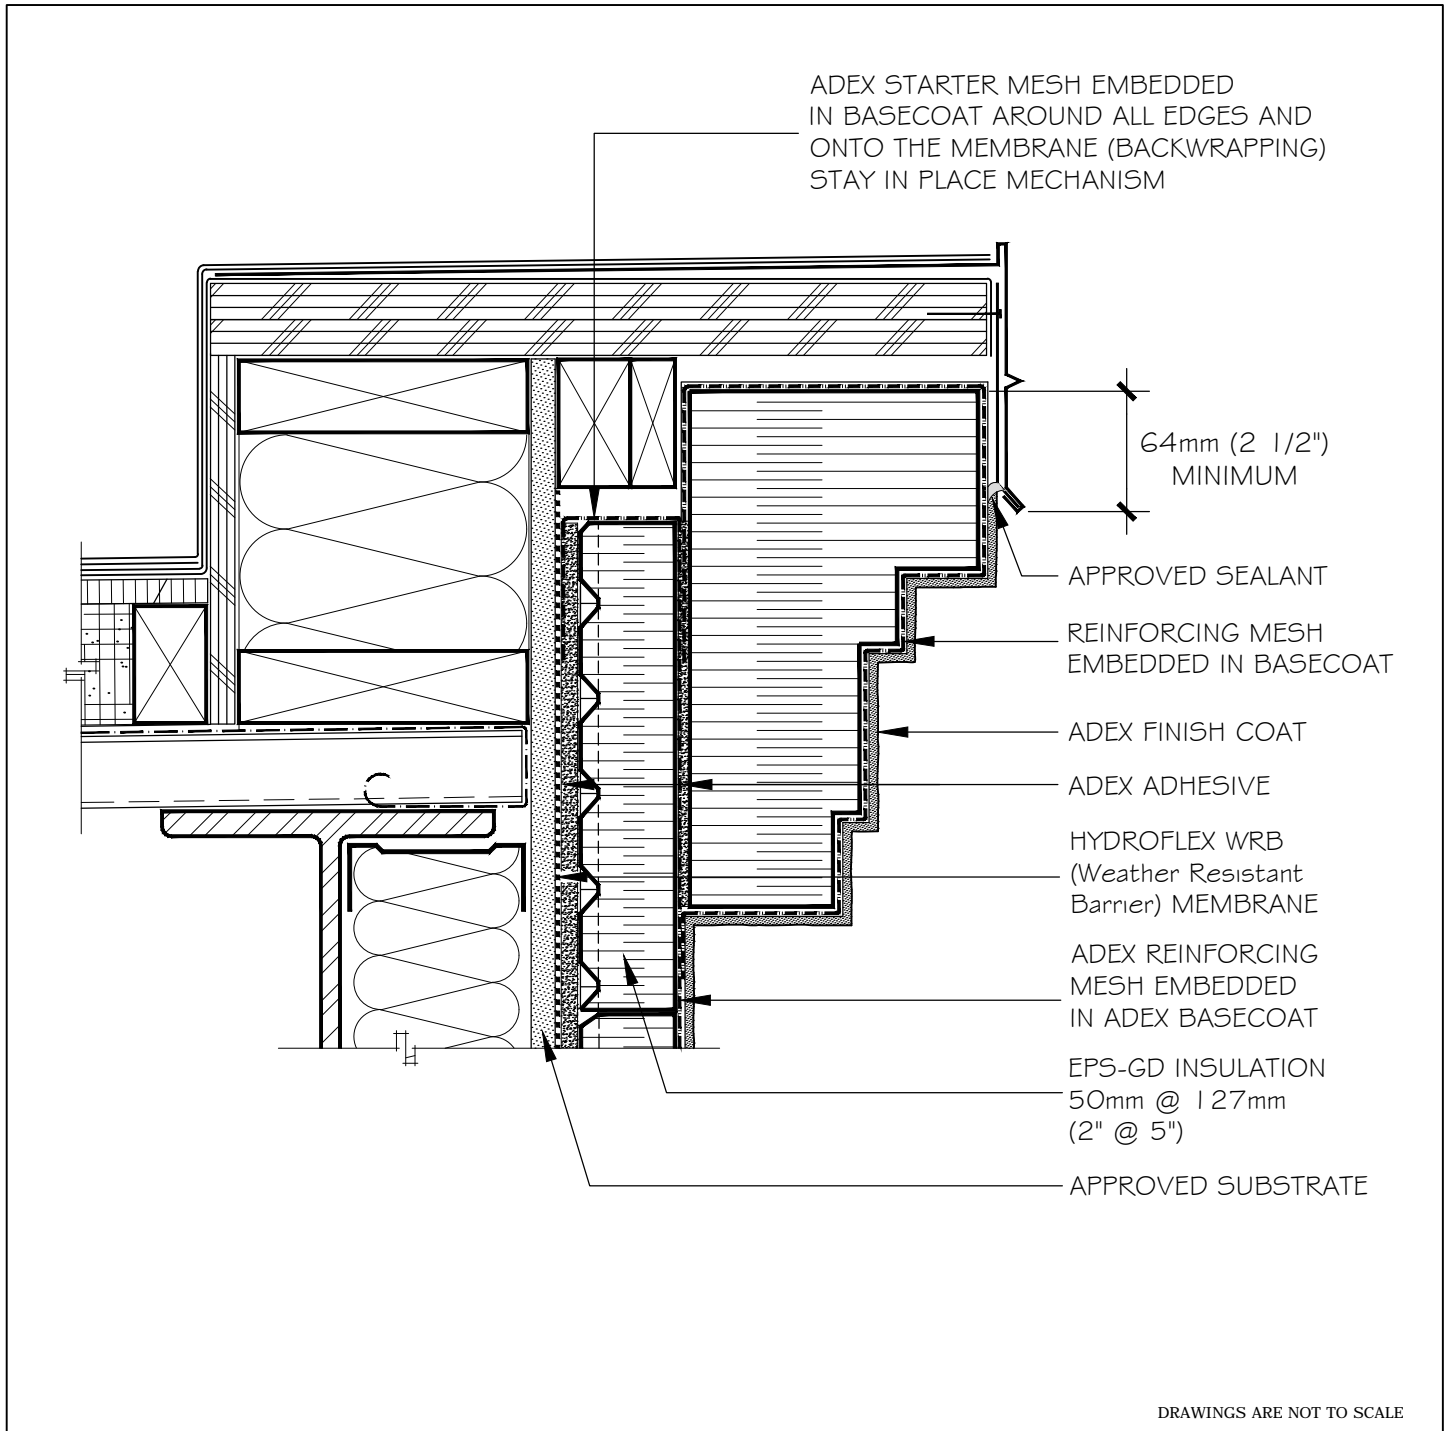 ADEX STARTER MESH EMBEDDED
IN BASECOAT AROUND ALL EDGES AND
ONTO THE MEMBRANE (BACKWRAPPING)
STAY IN PLACE MECHANISM
64mm (2 1/2")
MINIMUM
APPROVED SEALANT
REINFORCING MESH
EMBEDDED IN BASECOAT
ADEX FINISH COAT
ADEX ADHESIVE
HYDROFLEX WRB
(Weather Resistant
Barrier) MEMBRANE
ADEX REINFORCING
MESH EMBEDDED
IN ADEX BASECOAT
EPS-GD INSULATION
50mm @ 127mm
(2" @ 5")
APPROVED SUBSTRATE
DRAWINGS ARE NOT TO SCALE